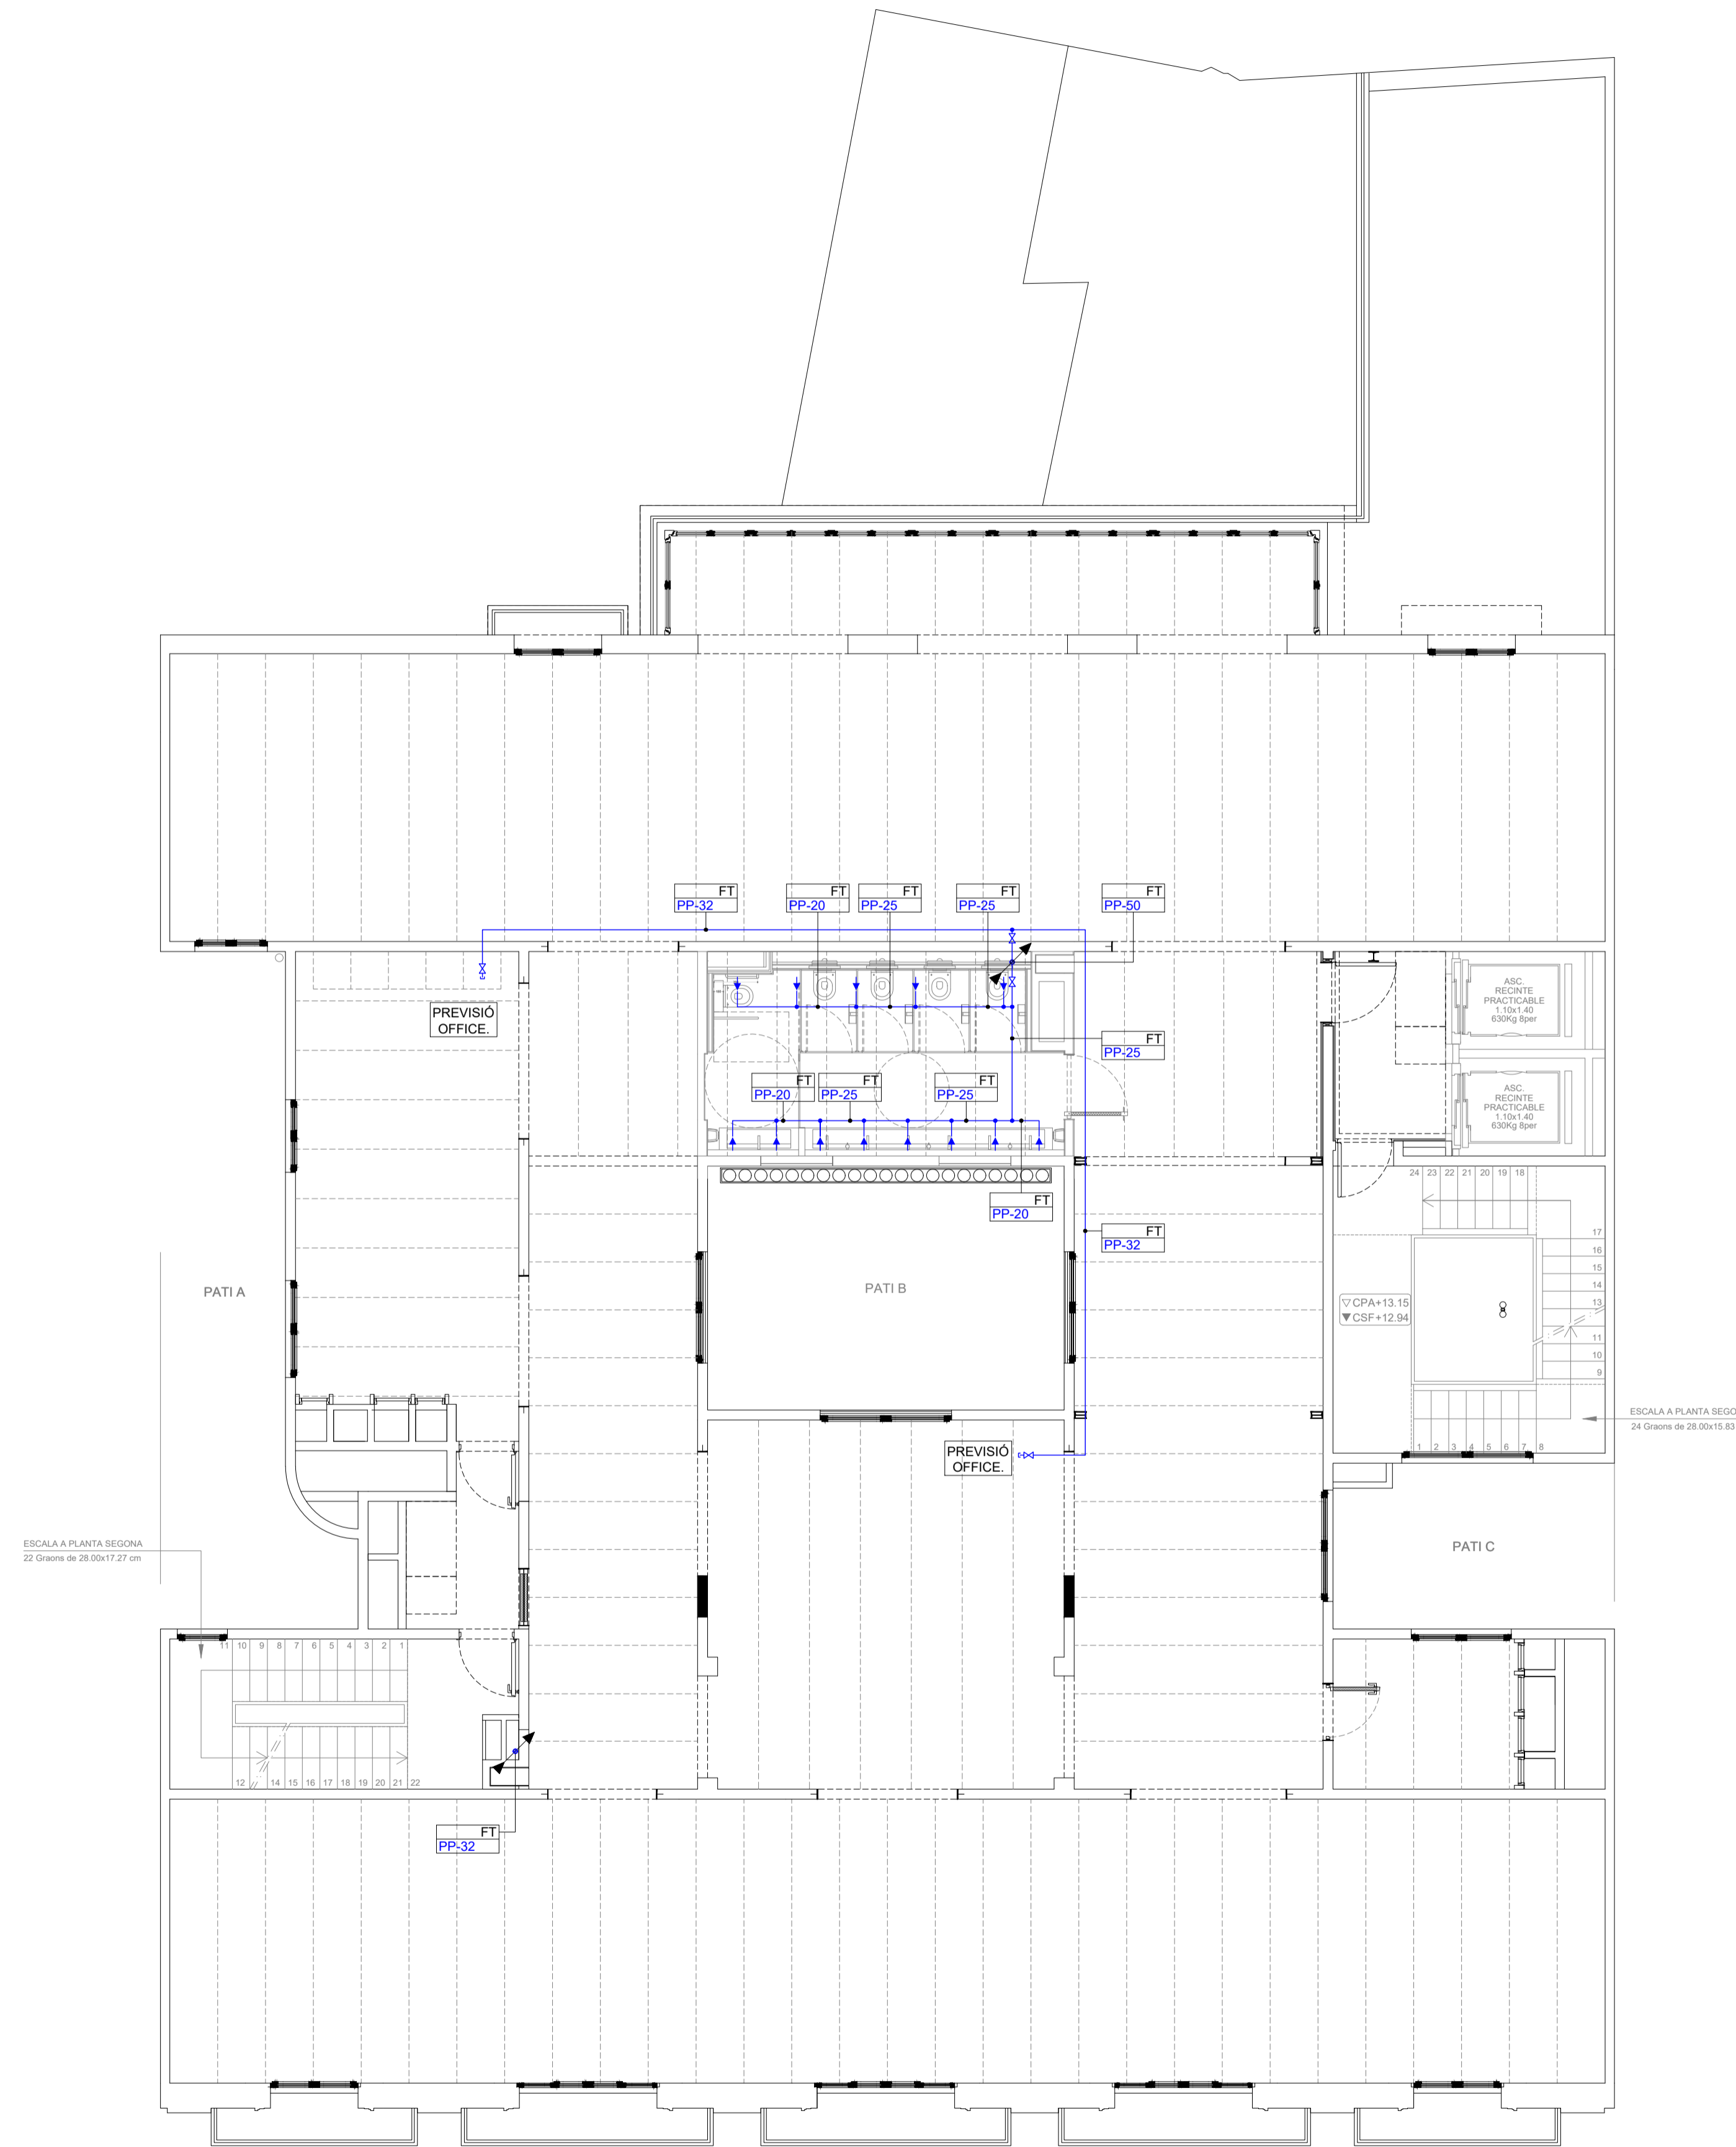 FT
PP-32
FT
PP-20
FT
PP-25
FT
PP-25
FT
PP-50
PREVISIÓ
OFFICE.
ASC.
RECINTE
PRACTICABLE
1.10x1.40
630Kg 8per
FT
PP-25
FT
PP-20
FT
PP-25
FT
PP-25
ASC.
RECINTE
PRACTICABLE
1.10x1.40
630Kg 8per
24 23 22 21 20 19 18
FT
PP-20
FT
PP-32
17
16
15
14
13
11
10
9
PATI A
PATI B
CPA+13.15
CSF+12.94
ESCALA A PLANTA SEGO
24 Graons de 28.00x15.83
1 2 3 4 5 6 7 8
PREVISIÓ
OFFICE.
ESCALA A PLANTA SEGONA
22 Graons de 28.00x17.27 cm
PATI C
11 10 9 8 7 6 5 4 3 2 1
12 14 15 16 17 18 19 20 21 22
FT
PP-32